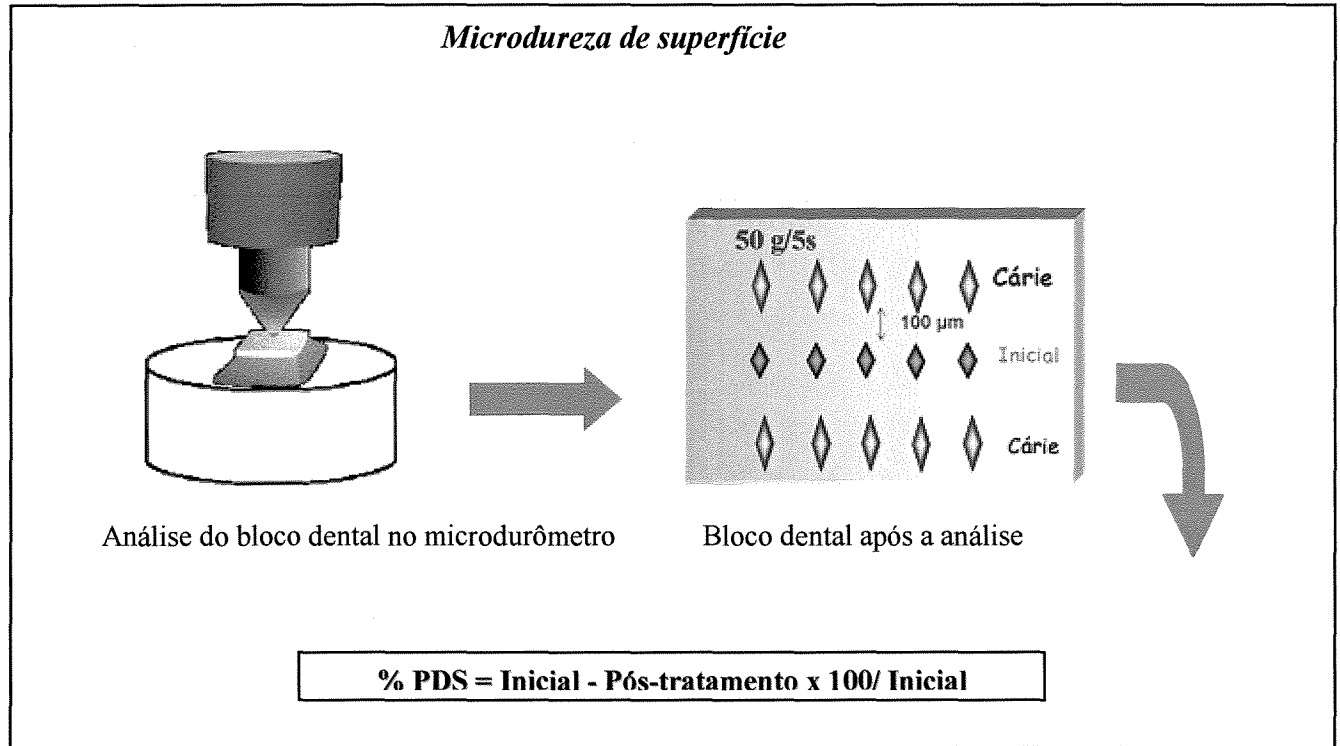 Microdureza de superfície
50 g/5s
Cárie
100 µm
Inicial
Cárie
Análise do bloco dental no microdurômetro
Bloco dental após a análise
% PDS = Inicial - Pós-tratamento x 100/ Inicial